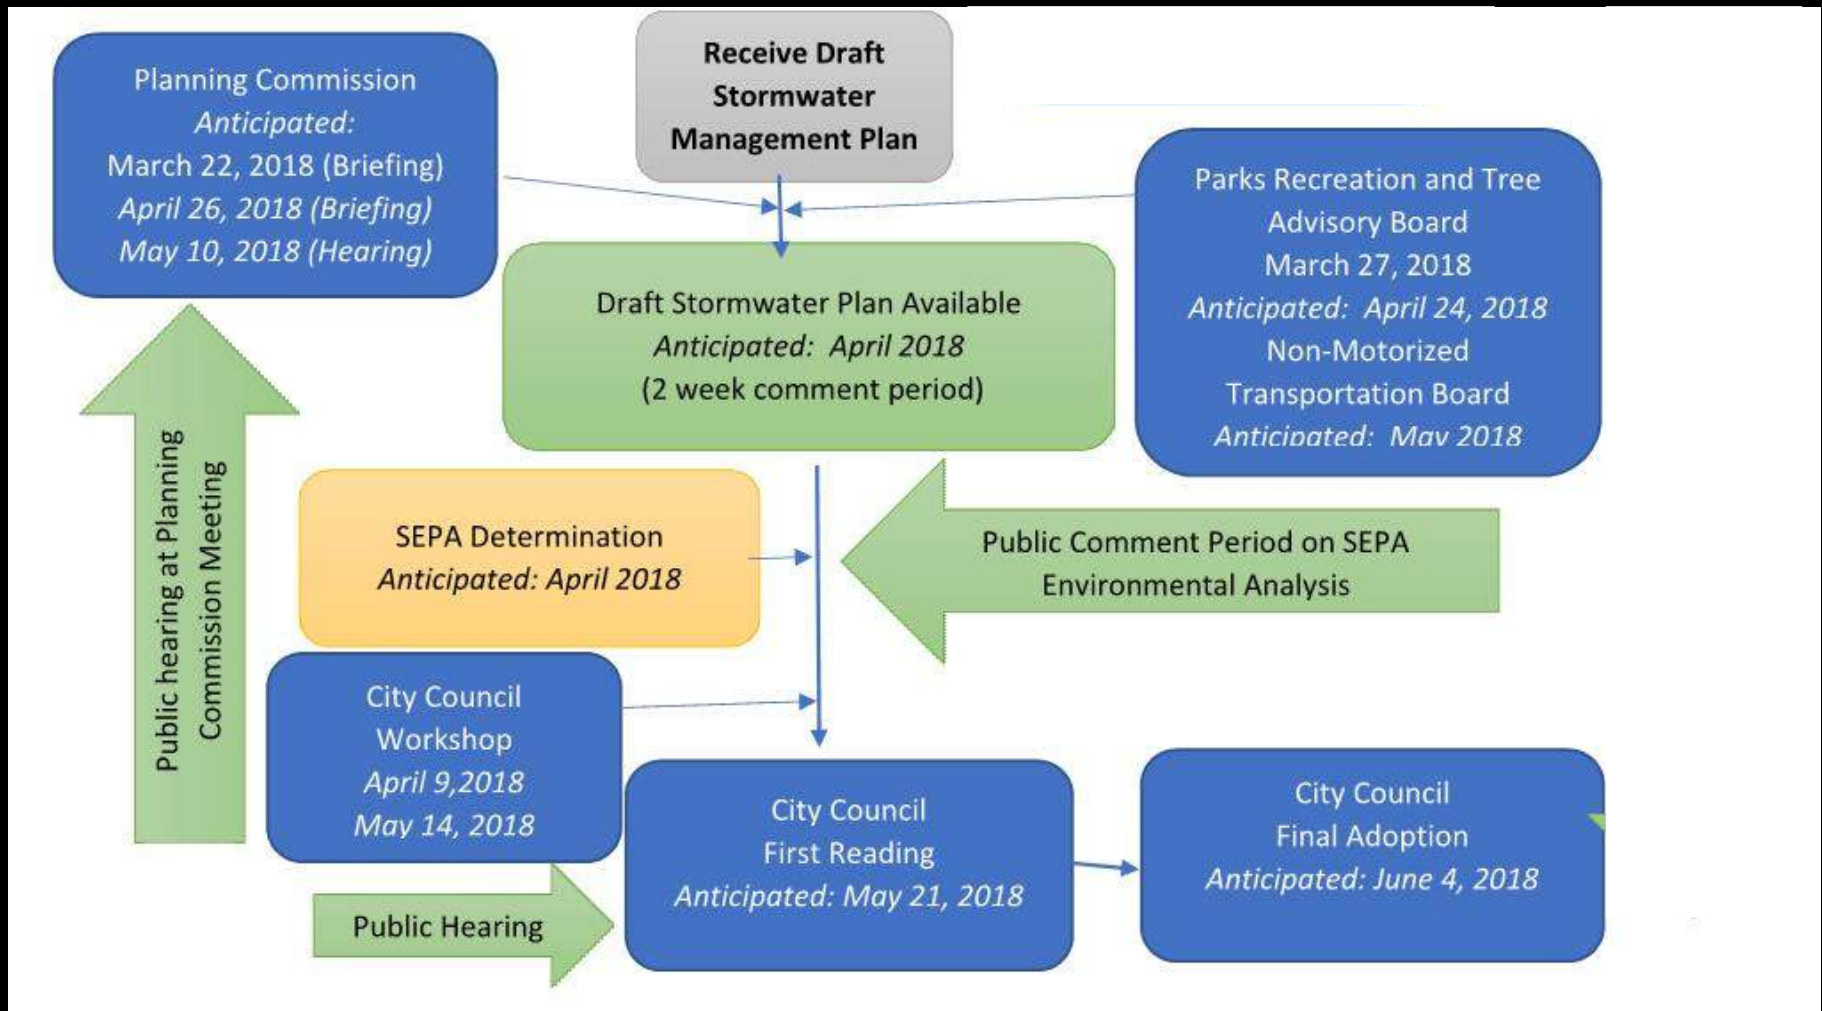 Planning Commission
Anticipated:
March 22, 2018 (Briefing)
April 26, 2018 (Briefing)
May 10, 2018 (Hearing)
Receive Draft
Stormwater
Management Plan
Parks Recreation and Tree
Advisory Board
March 27, 2018
Anticipated: April 24, 2018
Non-Motorized
Transportation Board
Anticipated: May 2018
Draft Stormwater Plan Available
Anticipated: April 2018
(2 week comment period)
Public hearing at Planning
Commission Meeting
SEPA Determination
Anticipated: April 2018
Public Comment Period on SEPA
Environmental Analysis
City Council
Workshop
April 9,2018
May 14, 2018
Public Hearing
City Council
First Reading
Anticipated: May 21, 2018
City Council
Final Adoption
Anticipated: June 4, 2018